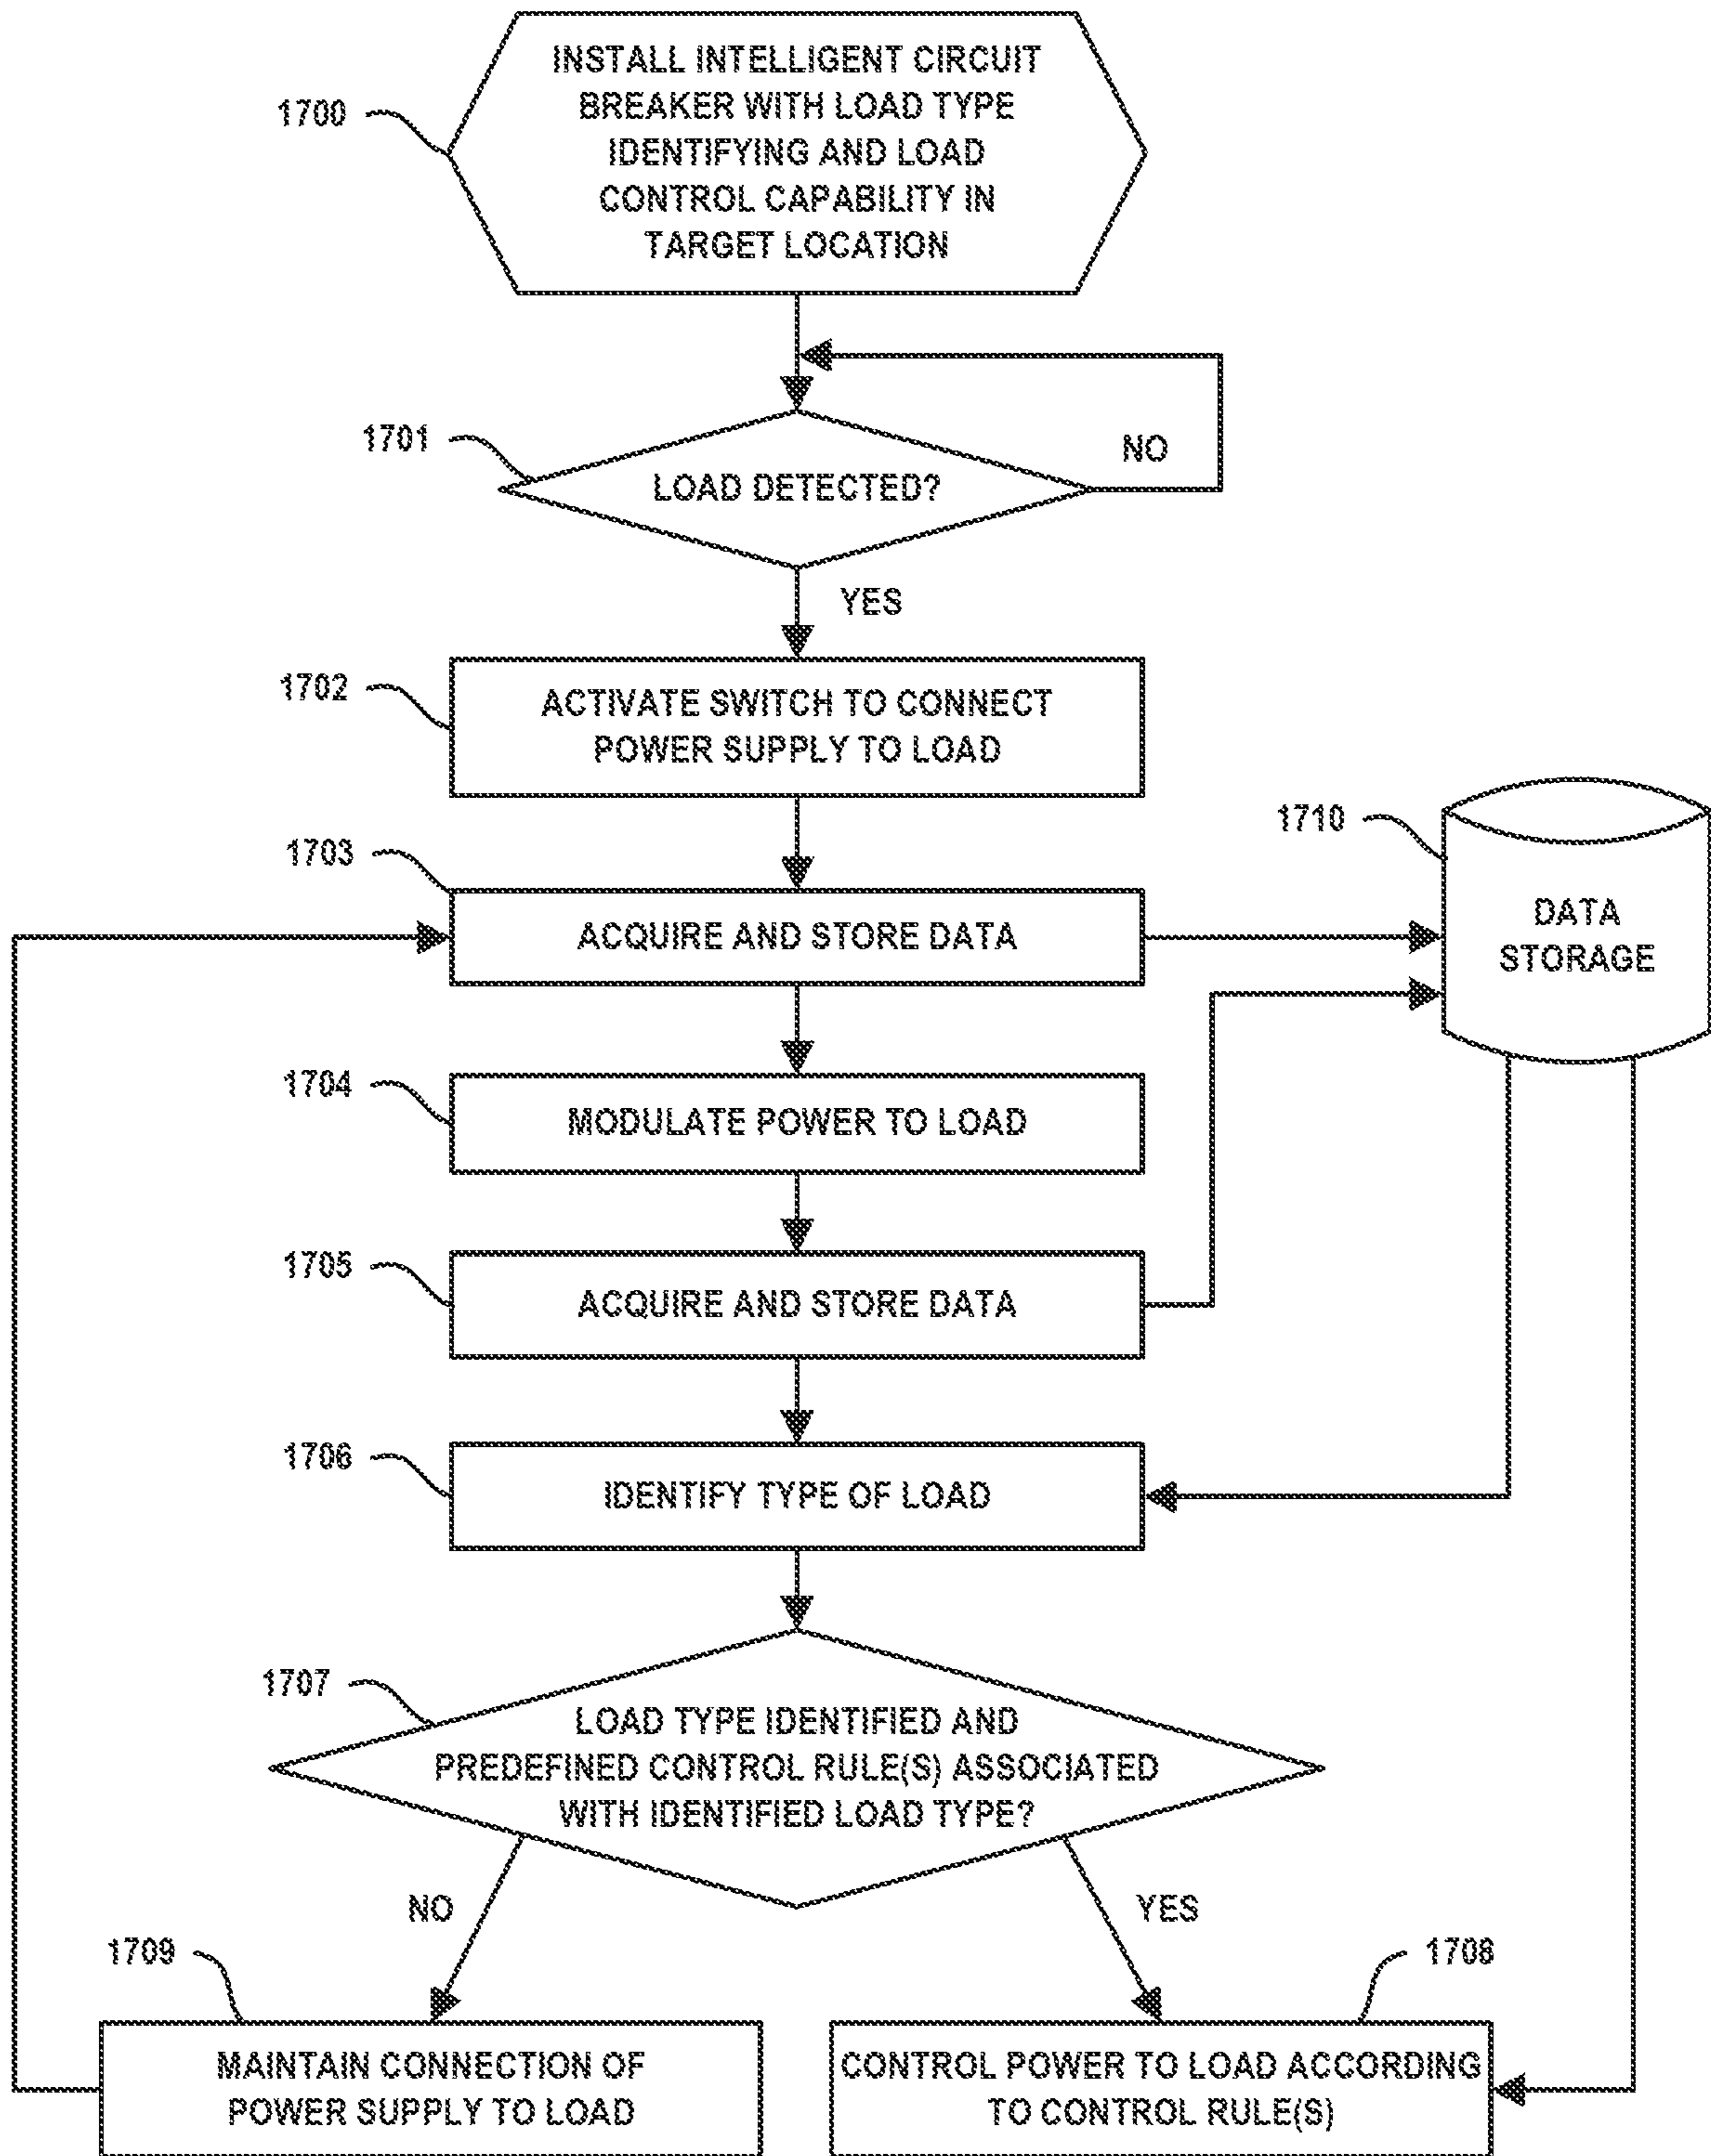 1700
INSTALL INTELLIGENT CIRCUIT
BREAKER WITH LOAD TYPE
IDENTIFYING AND LOAD
CONTROL CAPABILITY IN
TARGET LOCATION
1701
LOAD DETECTED?
NO
YES
1702
ACTIVATE SWITCH TO CONNECT
POWER SUPPLY TO LOAD
1703
ACQUIRE AND STORE DATA
1710
DATA
STORAGE
1704
MODULATE POWER TO LOAD
1705
ACQUIRE AND STORE DATA
1706
IDENTIFY TYPE OF LOAD
1707
LOAD TYPE IDENTIFIED AND
PREDEFINED CONTROL RULE(S) ASSOCIATED
WITH IDENTIFIED LOAD TYPE?
NO
YES
1709
MAINTAIN CONNECTION OF
POWER SUPPLY TO LOAD
1708
CONTROL POWER TO LOAD ACCORDING
TO CONTROL RULE(S)